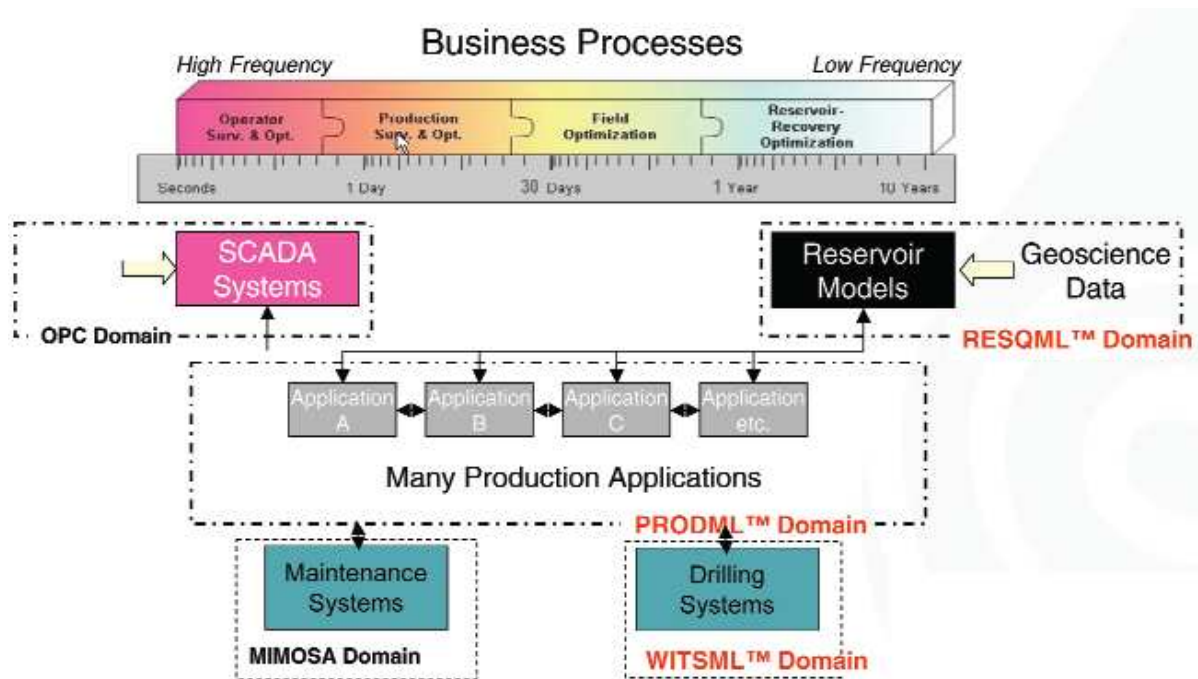 Business Processes
High Frequency
Low Frequency
Operator
Surv. & Opt.
Production
Surv. & Opt.
Field
Optimization
Reservoir-
Recovery
Optimization
Seconds
1 Day
30 Days
1 Year
10 Years
SCADA
Systems
OPC Domain
Reservoir
Models
Geoscience
Data
RESQML™ Domain
Application
A
Application
B
Application
C
Application
etc.
Many Production Applications
PRODML™ Domain
Maintenance
Systems
MIMOSA Domain
Drilling
Systems
WITSML™ Domain